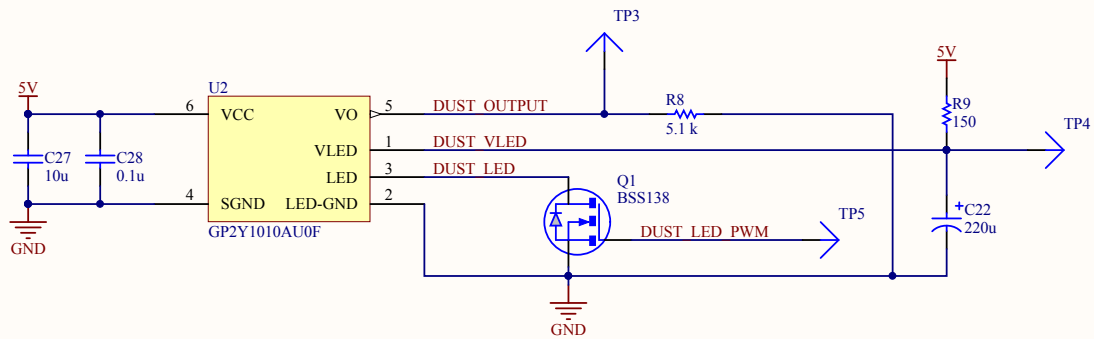 TP3
5V
U2
5V
6
VCC
VO
5
DUST_OUTPUT
R8
5.1 k
R9
150
TP4
VLED
1
DUST_VLED
C27
10u
C28
0.1u
LED
3
DUST_LED
Q1
BSS138
4
SGND
LED-GND
2
TP5
C22
220u
+
GP2Y1010AU0F
DUST_LED_PWM
GND
GND